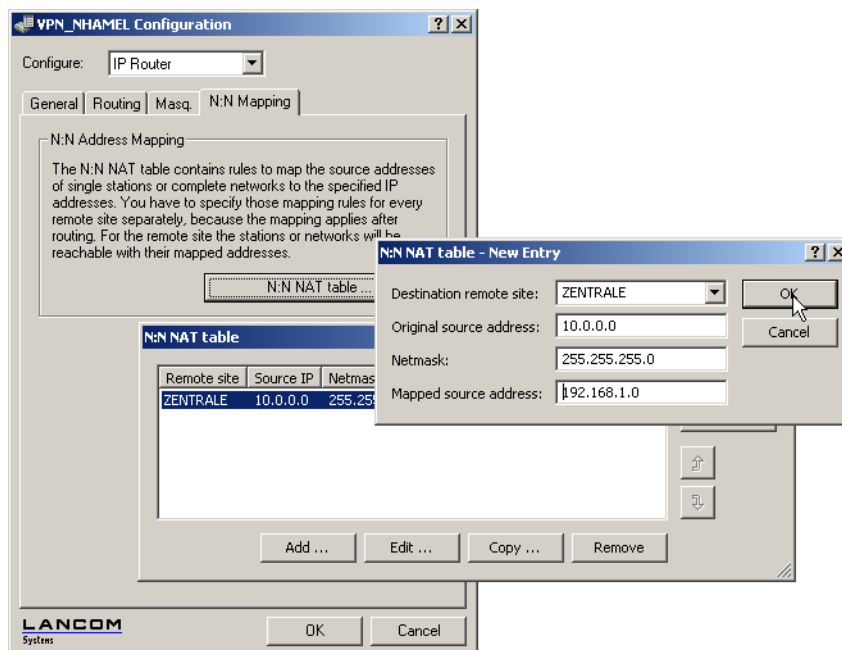 VPN_NHAMEL Configuration
Configure: IP Router
General Routing Masq. N:N Mapping
N:N Address Mapping
The N:N NAT table contains rules to map the source addresses
of single stations or complete networks to the specified IP
addresses. You have to specify those mapping rules for every
remote site separately, because the mapping applies after
routing. For the remote site the stations or networks will be
reachable with their mapped addresses.
N:N NAT table ...
N:N NAT table - New Entry
Destination remote site: ZENTRALE
OK
Original source address: 10.0.0.0
Cancel
Netmask: 255.255.255.0
Mapped source address: 192.168.1.0
N:N NAT table
Remote site Source IP
ZENTRALE 10.0.0.0
Add ... Edit ... Copy ... Remove
LANCOM
Systems
OK Cancel